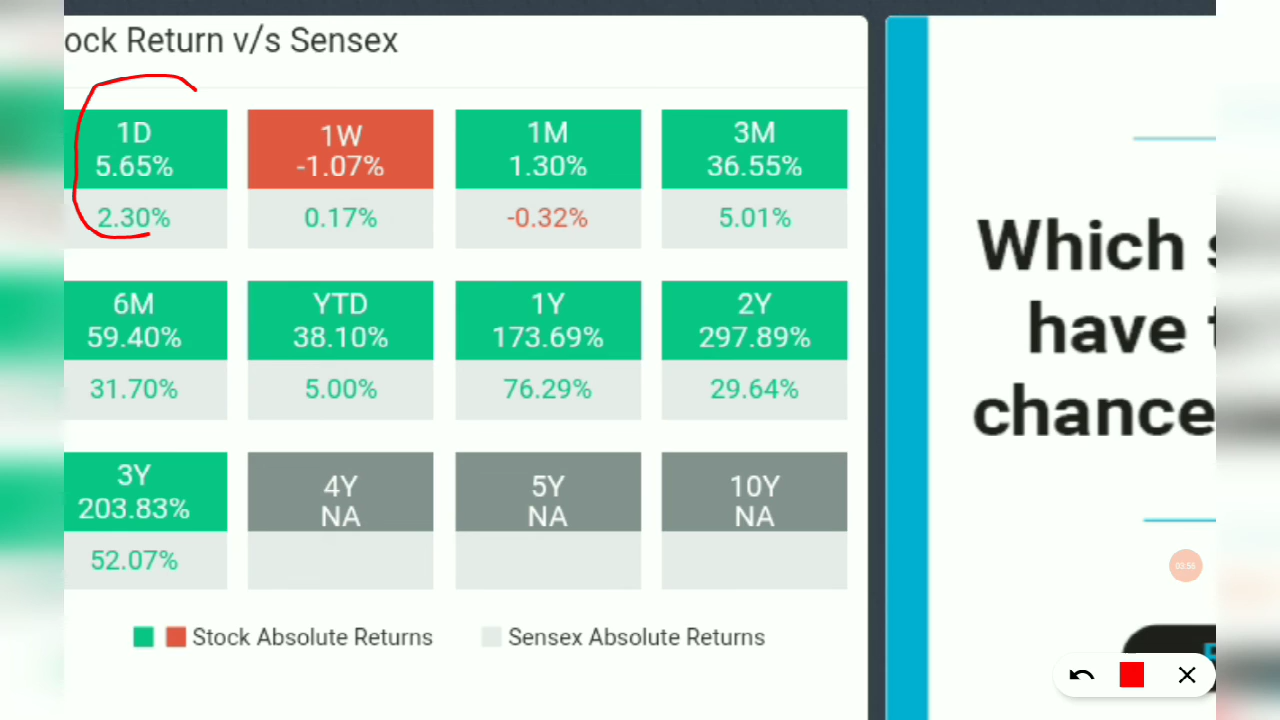 ock Return v/s Sensex
1D 1W 1M 3M
5.65% -1.07% 1.30% 36.55%
2.30% 0.17% -0.32% 5.01%
6M YTD 1Y 2Y
59.40% 38.10% 173.69% 297.89%
31.70% 5.00% 76.29% 29.64%
3Y 4Y 5Y 10Y
203.83% NA NA NA
52.07%
Stock Absolute Returns Sensex Absolute Returns
Which
have
chance
03:56